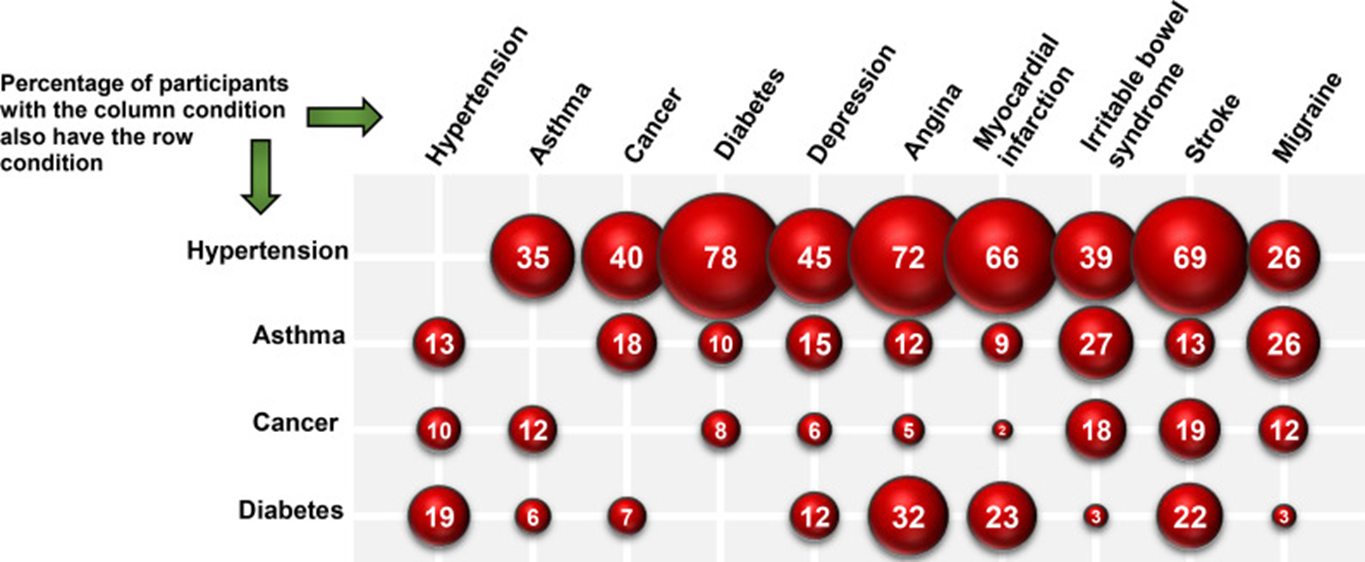 Percentage of participants
with the column condition
also have the row
condition
Hypertension
Asthma
Cancer
Diabetes
Depression
Angina
Myocardial
infarction
Irritable bowel
syndrome
Stroke
Migraine
Hypertension 35 40 78 45 72 66 39 69 26
Asthma 13 18 10 15 12 9 27 13 26
Cancer 10 12 8 6 5 2 18 19 12
Diabetes 19 6 7 12 32 23 3 22 3